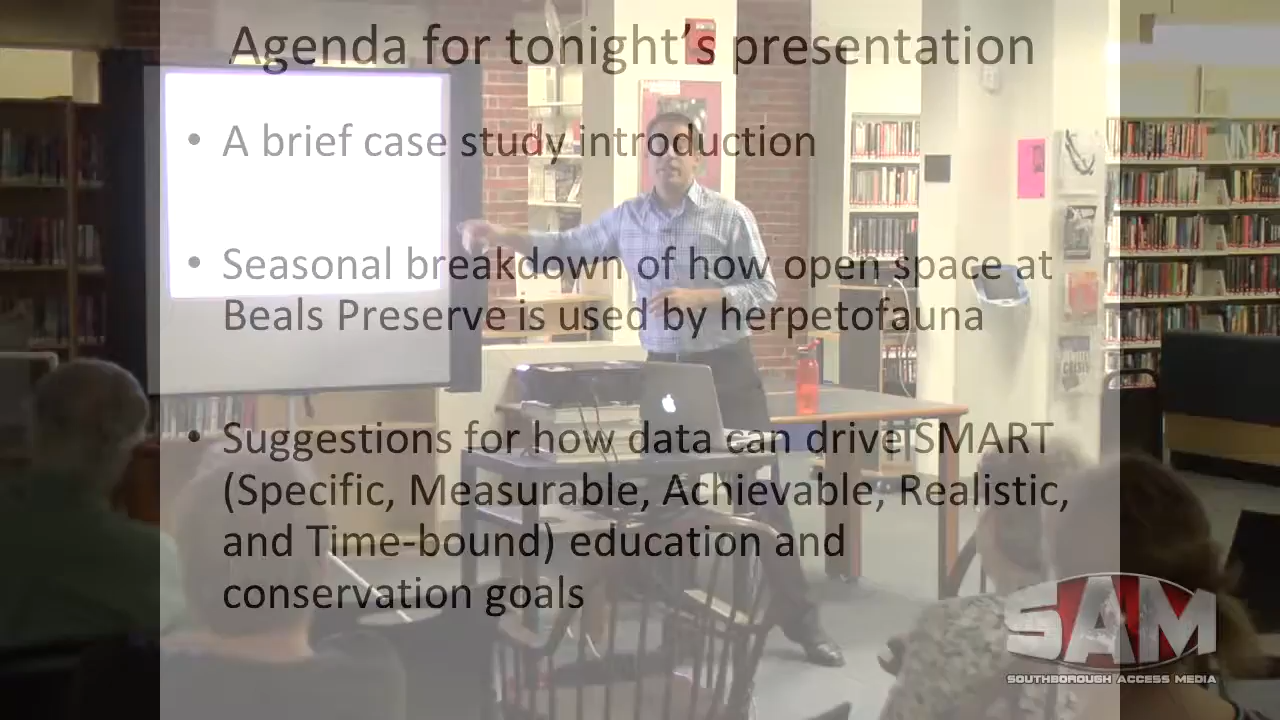 Agenda for tonight’s presentation
• A brief case study introduction
• Seasonal breakdown of how open space at
Beals Preserve is used by herpetofauna
• Suggestions for how data can drive SMART
(Specific, Measurable, Achievable, Realistic,
and Time-bound) education and
conservation goals
SAM
SOUTHBOROUGH ACCESS MEDIA